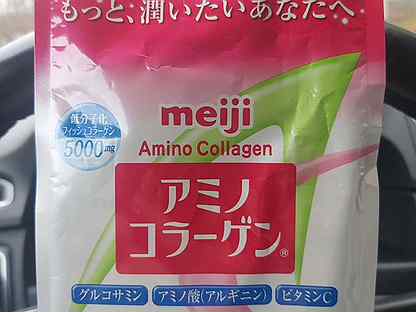 もっと、潤いたいあなたへ
低分子化
フィッシュコラーゲン
5000mg
meiji
Amino Collagen
アミノ
コラーゲン®
グルコサミン
アミノ酸(アルギニン)
ビタミンC